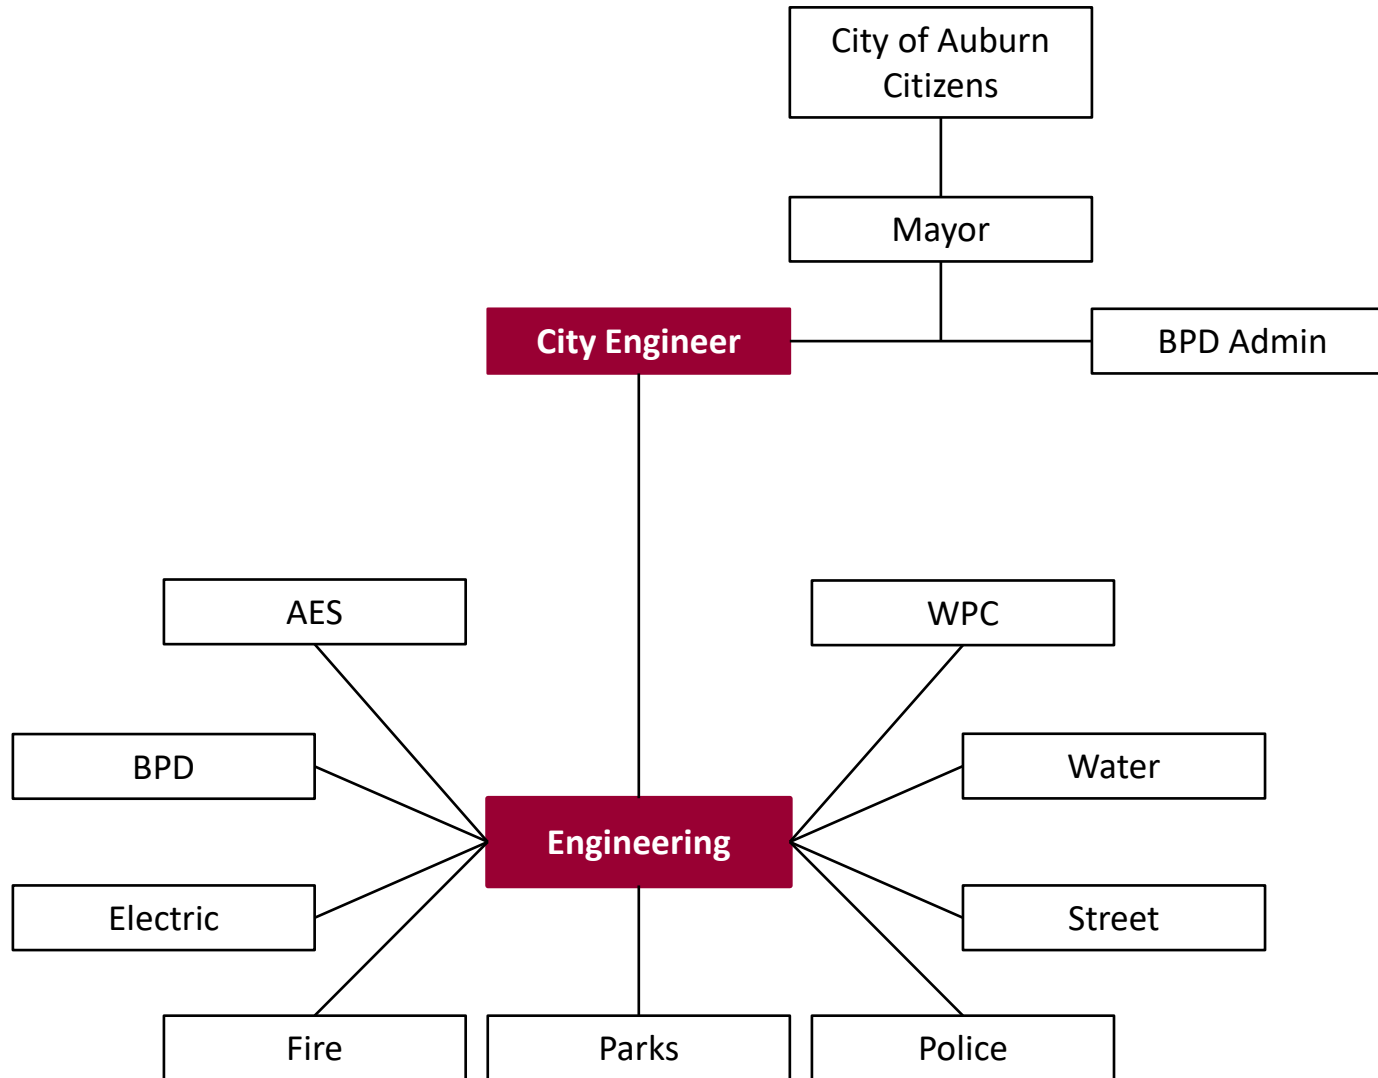 City of Auburn
Citizens
Mayor
City Engineer
BPD Admin
AES
WPC
BPD
Water
Engineering
Electric
Street
Fire
Parks
Police